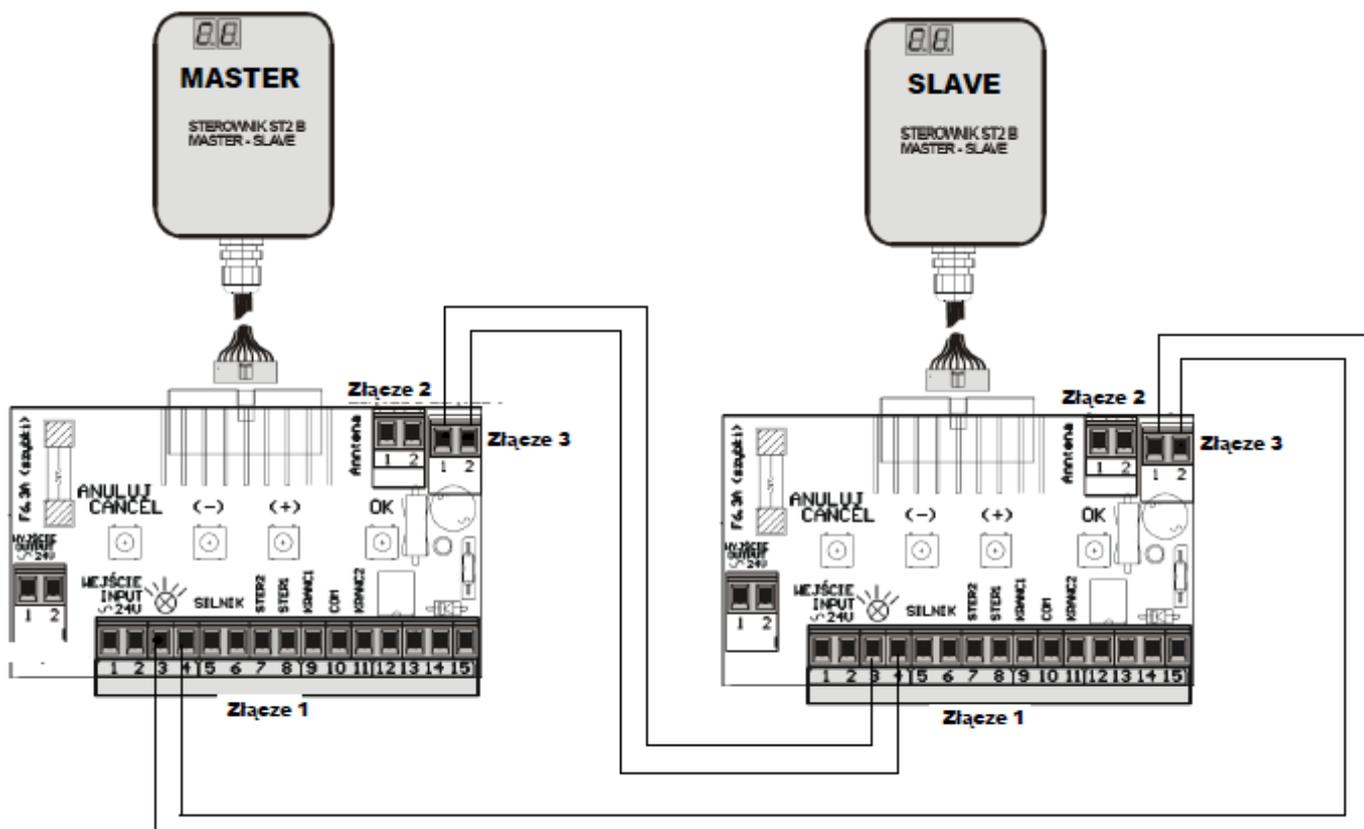 8.8.
MASTER
STEROWNIK ST2 B
MASTER - SLAVE
Złącze 2
Antena
1 2
Złącze 3
1 2
F6.3A (szybki)
ANULUJ
CANCEL
(-)
(+)
OK
WYJŚCIE
OUTPUT
24V
1 2
WEJŚCIE
INPUT
24V
SILNIK
STER2
STER1
KRANC1
COM
KRANC2
1 2 3 4 5 6 7 8 9 10 11 12 13 14 15
Złącze 1
SLAVE
STEROWNIK ST2 B
MASTER - SLAVE
Złącze 2
Antena
1 2
Złącze 3
1 2
F6.3A (szybki)
ANULUJ
CANCEL
(-)
(+)
OK
WYJŚCIE
OUTPUT
24V
1 2
WEJŚCIE
INPUT
24V
SILNIK
STER2
STER1
KRANC1
COM
KRANC2
1 2 3 4 5 6 7 8 9 10 11 12 13 14 15
Złącze 1